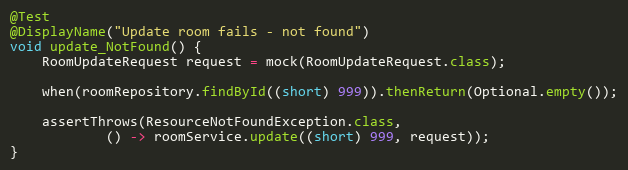 @Test
@DisplayName("Update room fails - not found")
void update_NotFound() {
    RoomUpdateRequest request = mock(RoomUpdateRequest.class);

    when(roomRepository.findById((short) 999)).thenReturn(Optional.empty());

    assertThrows(ResourceNotFoundException.class,
            () -> roomService.update((short) 999, request));
}